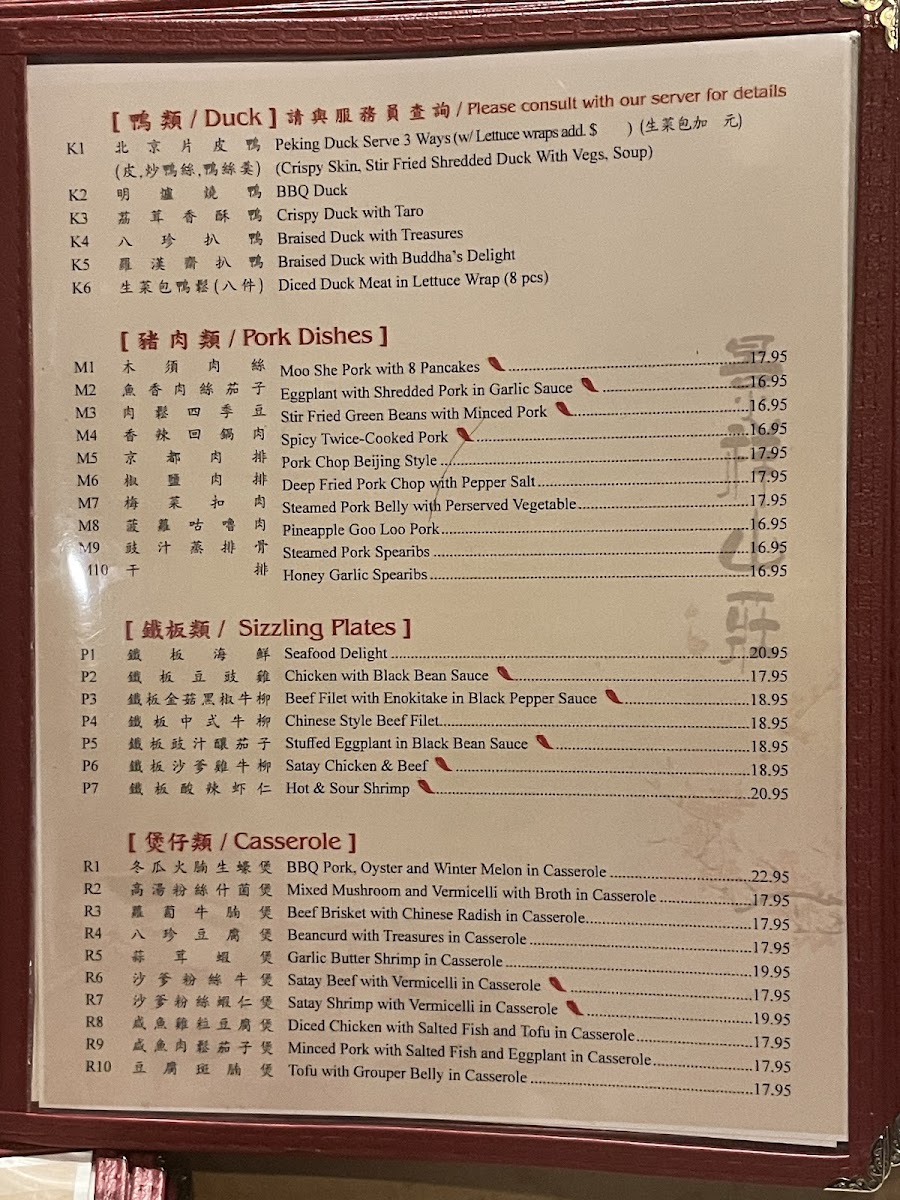 [ 鴨 類 / Duck ] 請與服務員查詢 / Please consult with our server for details
K1 北京片皮鴨 Peking Duck Serve 3 Ways (w/ Lettuce wraps add. $ ) (生菜包加 元)
(皮,炒鴨絲,鴨絲羹) (Crispy Skin, Stir Fried Shredded Duck With Vegs, Soup)
K2 明爐燒鴨 BBQ Duck
K3 荔茸香酥鴨 Crispy Duck with Taro
K4 八珍扒鴨 Braised Duck with Treasures
K5 羅漢齋扒鴨 Braised Duck with Buddha's Delight
K6 生菜包鴨鬆(八件) Diced Duck Meat in Lettuce Wrap (8 pcs)
[ 豬肉類 / Pork Dishes ]
M1 木須肉絲 Moo She Pork with 8 Pancakes 17.95
M2 魚香肉絲茄子 Eggplant with Shredded Pork in Garlic Sauce 16.95
M3 肉鬆四季豆 Stir Fried Green Beans with Minced Pork 16.95
M4 香辣回鍋肉 Spicy Twice-Cooked Pork 16.95
M5 京都肉排 Pork Chop Beijing Style 17.95
M6 椒鹽肉排 Deep Fried Pork Chop with Pepper Salt 17.95
M7 梅菜扣肉 Steamed Pork Belly with Perserved Vegetable 17.95
M8 菠蘿咕嚕肉 Pineapple Goo Loo Pork 16.95
M9 豉汁蒸排骨 Steamed Pork Spearibs 16.95
M10 干排 Honey Garlic Spearibs 16.95
[ 鐵板類 / Sizzling Plates ]
P1 鐵板海鮮 Seafood Delight 20.95
P2 鐵板豆豉雞 Chicken with Black Bean Sauce 17.95
P3 鐵板金菇黑椒牛柳 Beef Filet with Enokitake in Black Pepper Sauce 18.95
P4 鐵板中式牛柳 Chinese Style Beef Filet 18.95
P5 鐵板豉汁釀茄子 Stuffed Eggplant in Black Bean Sauce 18.95
P6 鐵板沙爹雞牛柳 Satay Chicken & Beef 18.95
P7 鐵板酸辣虾仁 Hot & Sour Shrimp 20.95
[ 煲仔類 / Casserole ]
R1 冬瓜火腩生蠔煲 BBQ Pork, Oyster and Winter Melon in Casserole 22.95
R2 高湯粉絲什菌煲 Mixed Mushroom and Vermicelli with Broth in Casserole 17.95
R3 蘿蔔牛腩煲 Beef Brisket with Chinese Radish in Casserole 17.95
R4 八珍豆腐煲 Beancurd with Treasures in Casserole 17.95
R5 蒜茸蝦煲 Garlic Butter Shrimp in Casserole 19.95
R6 沙爹粉絲牛煲 Satay Beef with Vermicelli in Casserole 17.95
R7 沙爹粉絲蝦仁煲 Satay Shrimp with Vermicelli in Casserole 19.95
R8 咸魚雞粒豆腐煲 Diced Chicken with Salted Fish and Tofu in Casserole 17.95
R9 咸魚肉鬆茄子煲 Minced Pork with Salted Fish and Eggplant in Casserole 17.95
R10 豆腐斑腩煲 Tofu with Grouper Belly in Casserole 17.95